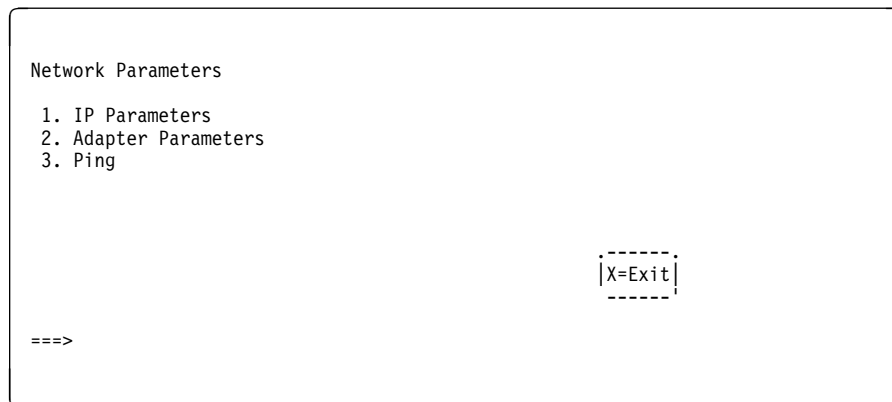 Network Parameters
1. IP Parameters
2. Adapter Parameters
3. Ping
.------.
|X=Exit|
------'
===>